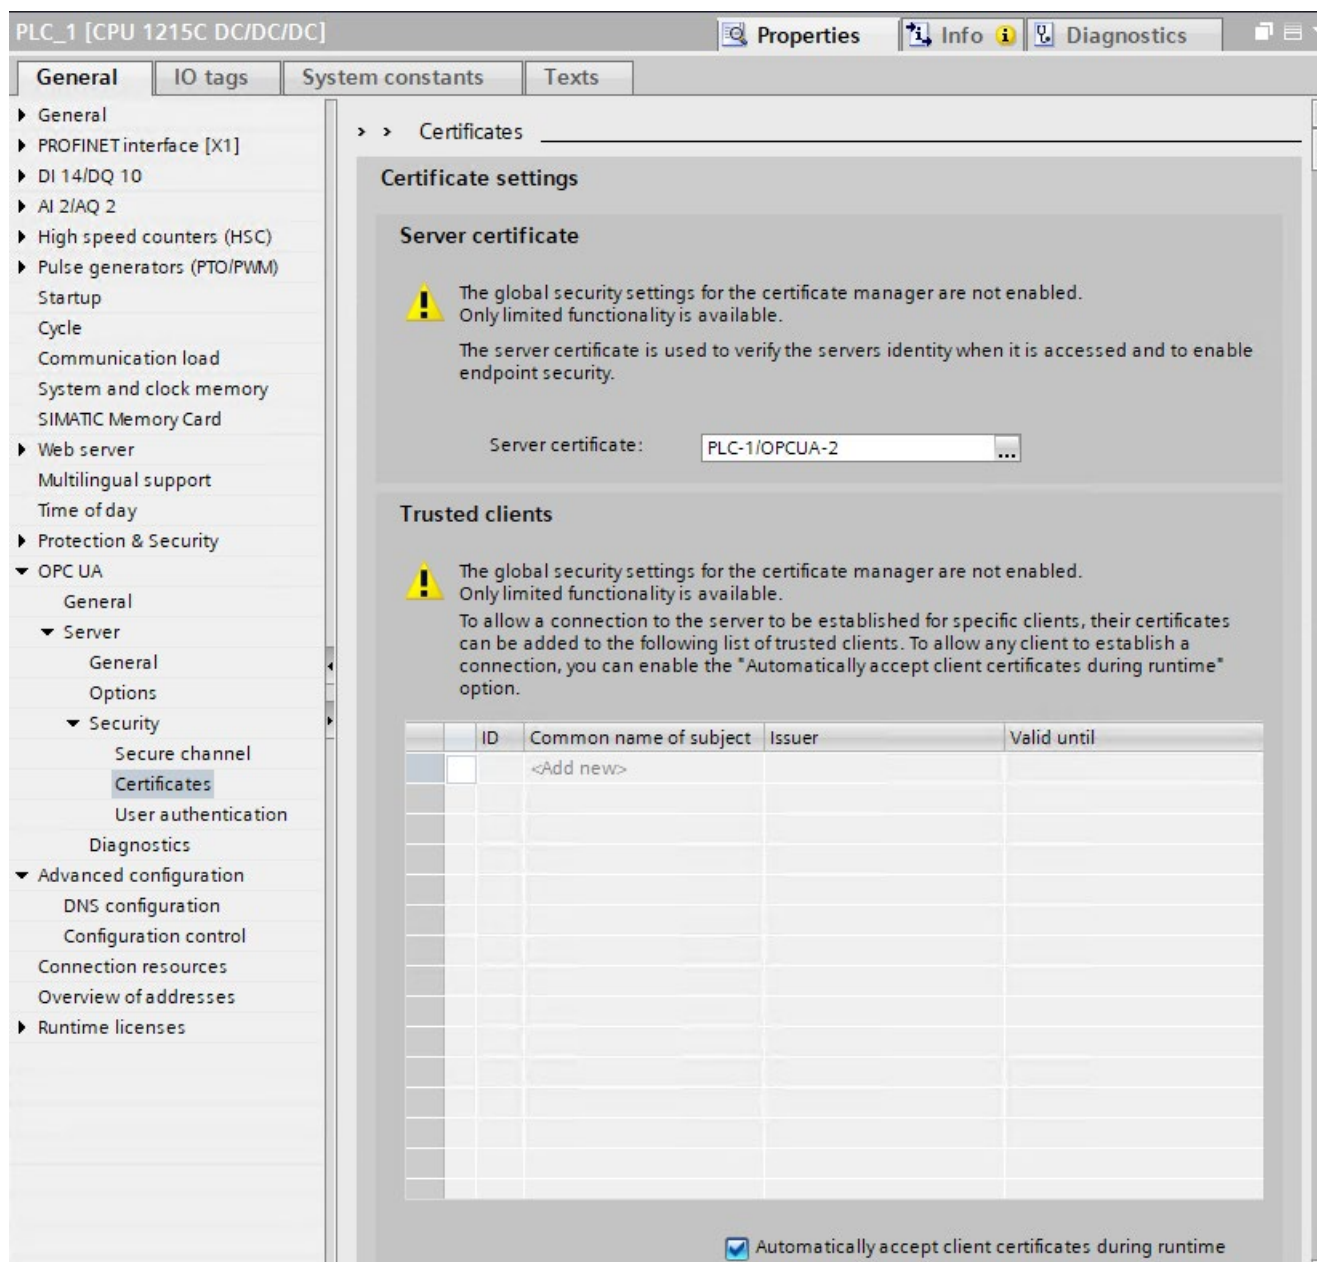 PLC_1 [CPU 1215C DC/DC/DC]
Properties
Info
Diagnostics
General
IO tags
System constants
Texts
General
PROFINET interface [X1]
DI 14/DQ 10
AI 2/AQ 2
High speed counters (HSC)
Pulse generators (PTO/PWM)
Startup
Cycle
Communication load
System and clock memory
SIMATIC Memory Card
Web server
Multilingual support
Time of day
Protection & Security
OPC UA
General
Server
General
Options
Security
Secure channel
Certificates
User authentication
Diagnostics
Advanced configuration
DNS configuration
Configuration control
Connection resources
Overview of addresses
Runtime licenses
> > Certificates
Certificate settings
Server certificate
The global security settings for the certificate manager are not enabled.
Only limited functionality is available.
The server certificate is used to verify the servers identity when it is accessed and to enable
endpoint security.
Server certificate: PLC-1/OPCUA-2 ...
Trusted clients
The global security settings for the certificate manager are not enabled.
Only limited functionality is available.
To allow a connection to the server to be established for specific clients, their certificates
can be added to the following list of trusted clients. To allow any client to establish a
connection, you can enable the "Automatically accept client certificates during runtime"
option.
ID Common name of subject Issuer Valid until
<Add new>
Automatically accept client certificates during runtime